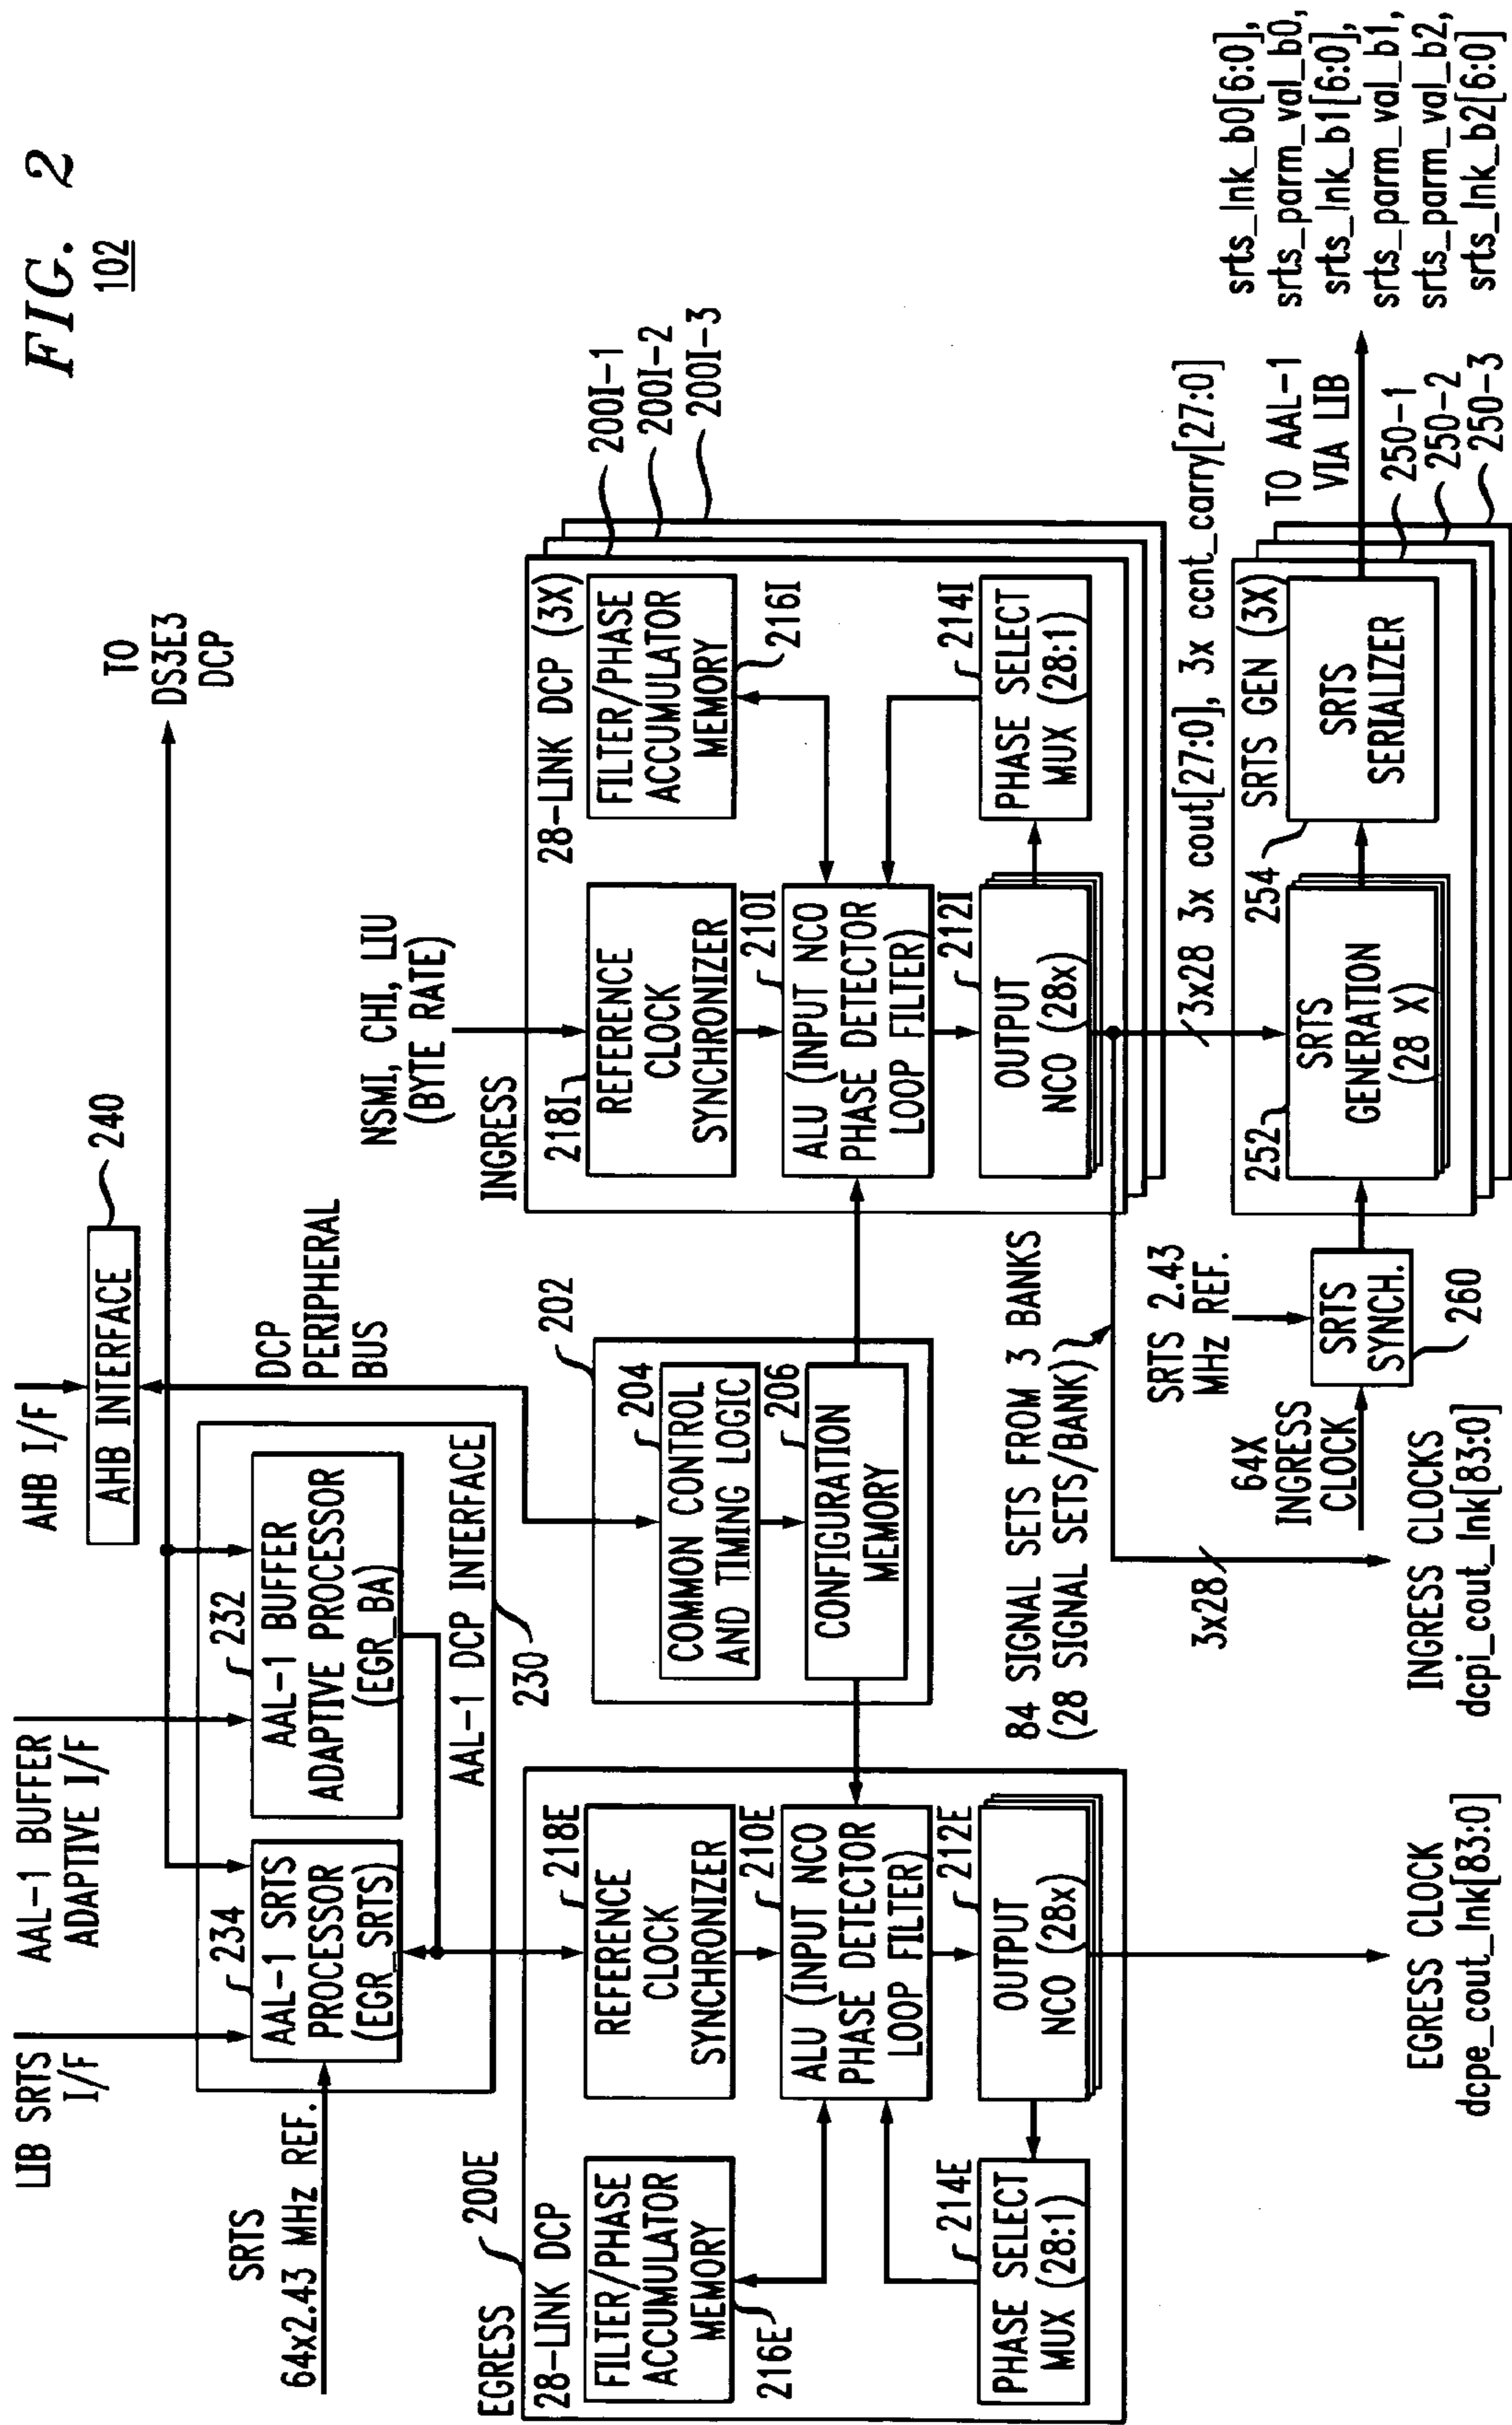 FIG. 2
102
LIB SRTS
I/F
AAL-1 BUFFER
ADAPTIVE I/F
AHB I/F
240
AHB INTERFACE
TO
DS3E3
DCP
SRTS
64x2.43 MHz REF.
234
AAL-1 SRTS
PROCESSOR
(EGR_SRTS)
232
AAL-1 BUFFER
ADAPTIVE PROCESSOR
(EGR_BA)
AAL-1 DCP INTERFACE
230
DCP
PERIPHERAL
BUS
NSMI, CHI, LIU
(BYTE RATE)
EGRESS
200E
28-LINK DCP
FILTER/PHASE
ACCUMULATOR
MEMORY
216E
218E
REFERENCE
CLOCK
SYNCHRONIZER
210E
ALU (INPUT NCO
PHASE DETECTOR
LOOP FILTER)
212E
OUTPUT
NCO (28x)
214E
PHASE SELECT
MUX (28:1)
202
204
COMMON CONTROL
AND TIMING LOGIC
206
CONFIGURATION
MEMORY
INGRESS
218I
REFERENCE
CLOCK
SYNCHRONIZER
28-LINK DCP (3X)
FILTER/PHASE
ACCUMULATOR
MEMORY
216I
210I
ALU (INPUT NCO
PHASE DETECTOR
LOOP FILTER)
212I
OUTPUT
NCO (28x)
214I
PHASE SELECT
MUX (28:1)
200I-1
200I-2
200I-3
84 SIGNAL SETS FROM 3 BANKS
(28 SIGNAL SETS/BANK)
3x28
3x28 3x cout[27:0], 3x ccnt_carry[27:0]
SRTS 2.43
MHz REF.
64X
INGRESS
CLOCK
SRTS
SYNCH.
260
252
SRTS
GENERATION
(28 X)
254
SRTS GEN (3X)
SRTS
SERIALIZER
TO AAL-1
VIA LIB
250-1
250-2
250-3
srts_lnk_b0[6:0],
srts_parm_val_b0,
srts_lnk_b1[6:0],
srts_parm_val_b1,
srts_parm_val_b2,
srts_lnk_b2[6:0]
EGRESS CLOCK
dcpe_cout_lnk[83:0]
INGRESS CLOCKS
dcpi_cout_lnk[83:0]